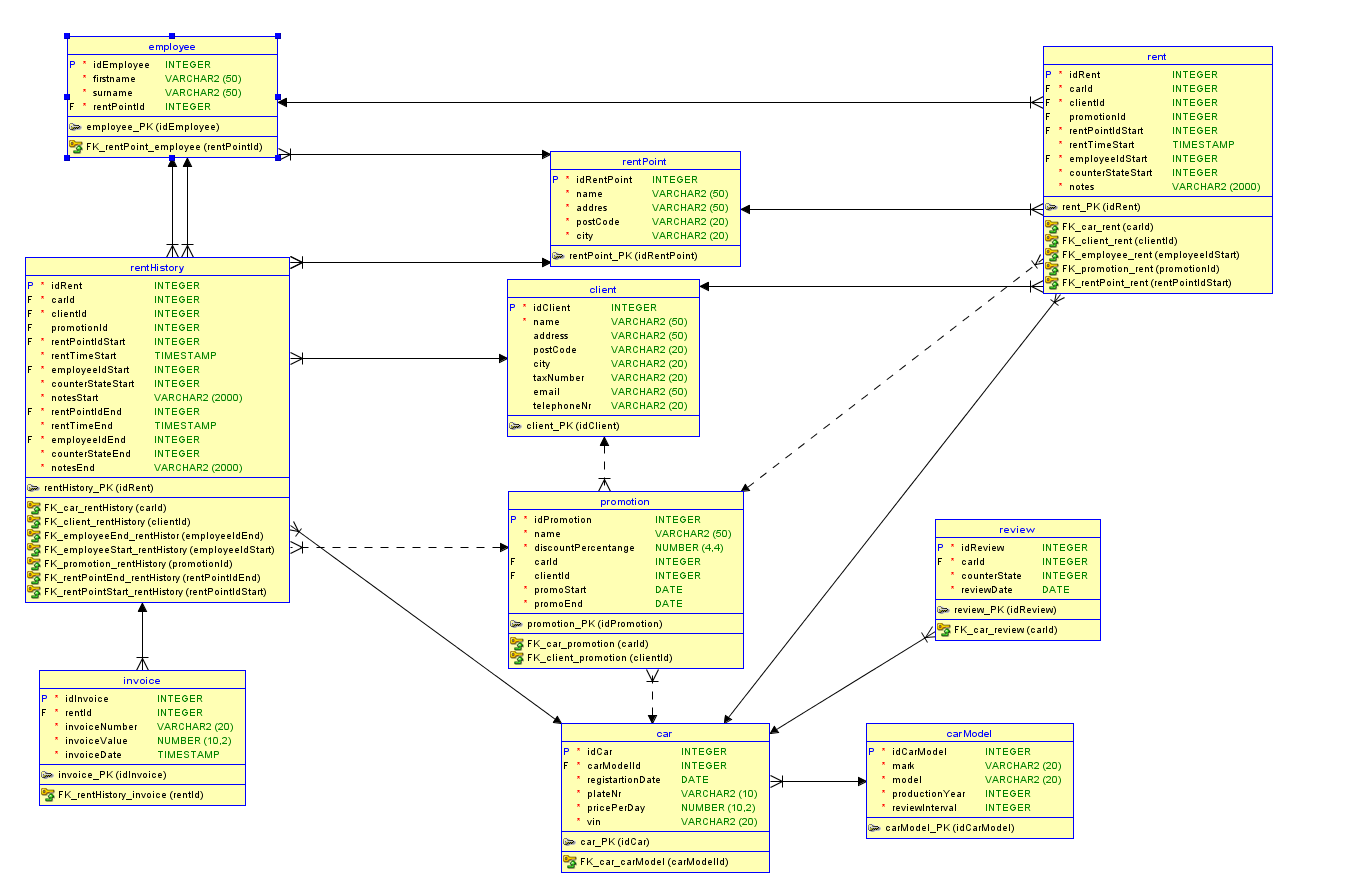 employee
P * idEmployee INTEGER
* firstname VARCHAR2 (50)
* surname VARCHAR2 (50)
F * rentPointId INTEGER
employee_PK (idEmployee)
FK_rentPoint_employee (rentPointId)
rent
P * idRent INTEGER
F * carId INTEGER
F * clientId INTEGER
F promotionId INTEGER
F * rentPointIdStart INTEGER
* rentTimeStart TIMESTAMP
F * employeeIdStart INTEGER
* counterStateStart INTEGER
* notes VARCHAR2 (2000)
rent_PK (idRent)
FK_car_rent (carId)
FK_client_rent (clientId)
FK_employee_rent (employeeIdStart)
FK_promotion_rent (promotionId)
FK_rentPoint_rent (rentPointIdStart)
rentPoint
P * idRentPoint INTEGER
* name VARCHAR2 (50)
* addres VARCHAR2 (50)
* postCode VARCHAR2 (20)
* city VARCHAR2 (20)
rentPoint_PK (idRentPoint)
rentHistory
P * idRent INTEGER
F * carId INTEGER
F * clientId INTEGER
F promotionId INTEGER
F * rentPointIdStart INTEGER
* rentTimeStart TIMESTAMP
F * employeeIdStart INTEGER
* counterStateStart INTEGER
* notesStart VARCHAR2 (2000)
F * rentPointIdEnd INTEGER
* rentTimeEnd TIMESTAMP
F * employeeIdEnd INTEGER
* counterStateEnd INTEGER
* notesEnd VARCHAR2 (2000)
rentHistory_PK (idRent)
FK_car_rentHistory (carId)
FK_client_rentHistory (clientId)
FK_employeeEnd_rentHistor (employeeIdEnd)
FK_employeeStart_rentHistory (employeeIdStart)
FK_promotion_rentHistory (promotionId)
FK_rentPointEnd_rentHistory (rentPointIdEnd)
FK_rentPointStart_rentHistory (rentPointIdStart)
client
P * idClient INTEGER
* name VARCHAR2 (50)
address VARCHAR2 (50)
postCode VARCHAR2 (20)
city VARCHAR2 (20)
taxNumber VARCHAR2 (20)
email VARCHAR2 (50)
telephoneNr VARCHAR2 (20)
client_PK (idClient)
promotion
P * idPromotion INTEGER
* name VARCHAR2 (50)
* discountPercentange NUMBER (4,4)
F carId INTEGER
F clientId INTEGER
* promoStart DATE
* promoEnd DATE
promotion_PK (idPromotion)
FK_car_promotion (carId)
FK_client_promotion (clientId)
review
P * idReview INTEGER
F * carId INTEGER
* counterState INTEGER
* reviewDate DATE
review_PK (idReview)
FK_car_review (carId)
invoice
P * idInvoice INTEGER
F * rentId INTEGER
* invoiceNumber VARCHAR2 (20)
* invoiceValue NUMBER (10,2)
* invoiceDate TIMESTAMP
invoice_PK (idInvoice)
FK_rentHistory_invoice (rentId)
car
P * idCar INTEGER
F * carModelId INTEGER
* registartionDate DATE
* plateNr VARCHAR2 (10)
* pricePerDay NUMBER (10,2)
* vin VARCHAR2 (20)
car_PK (idCar)
FK_car_carModel (carModelId)
carModel
P * idCarModel INTEGER
* mark VARCHAR2 (20)
* model VARCHAR2 (20)
* productionYear INTEGER
* reviewInterval INTEGER
carModel_PK (idCarModel)